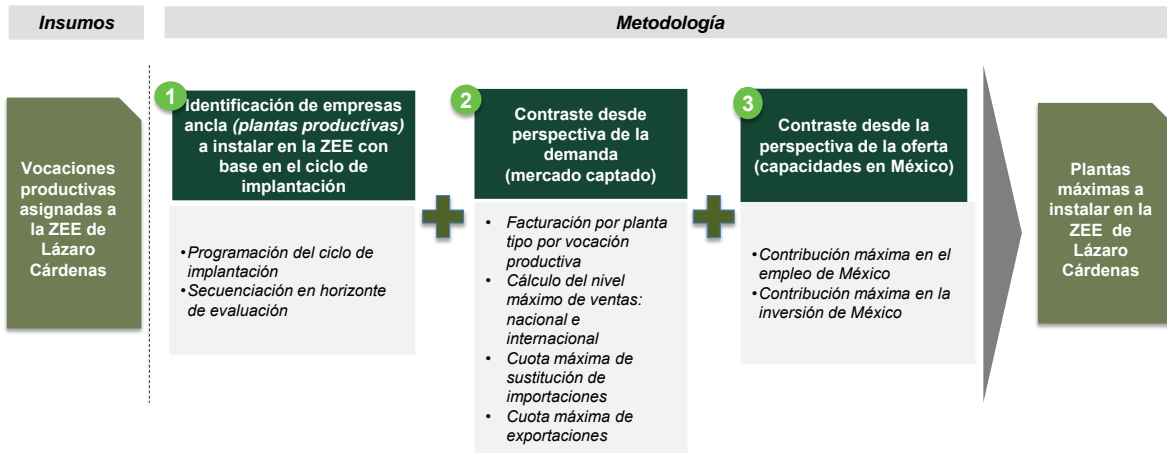 Insumos
Metodología
Vocaciones
productivas
asignadas a
la ZEE de
Lázaro
Cárdenas
1
Identificación de empresas
ancla (plantas productivas)
a instalar en la ZEE con
base en el ciclo de
implantación
•Programación del ciclo de
implantación
•Secuenciación en horizonte
de evaluación
2
Contraste desde
perspectiva de la
demanda
(mercado captado)
• Facturación por planta
tipo por vocación
productiva
• Cálculo del nivel
máximo de ventas:
nacional e
internacional
• Cuota máxima de
sustitución de
importaciones
• Cuota máxima de
exportaciones
3
Contraste desde la
perspectiva de la oferta
(capacidades en México)
•Contribución máxima en el
empleo de México
•Contribución máxima en la
inversión de México
Plantas
máximas a
instalar en la
ZEE de
Lázaro
Cárdenas